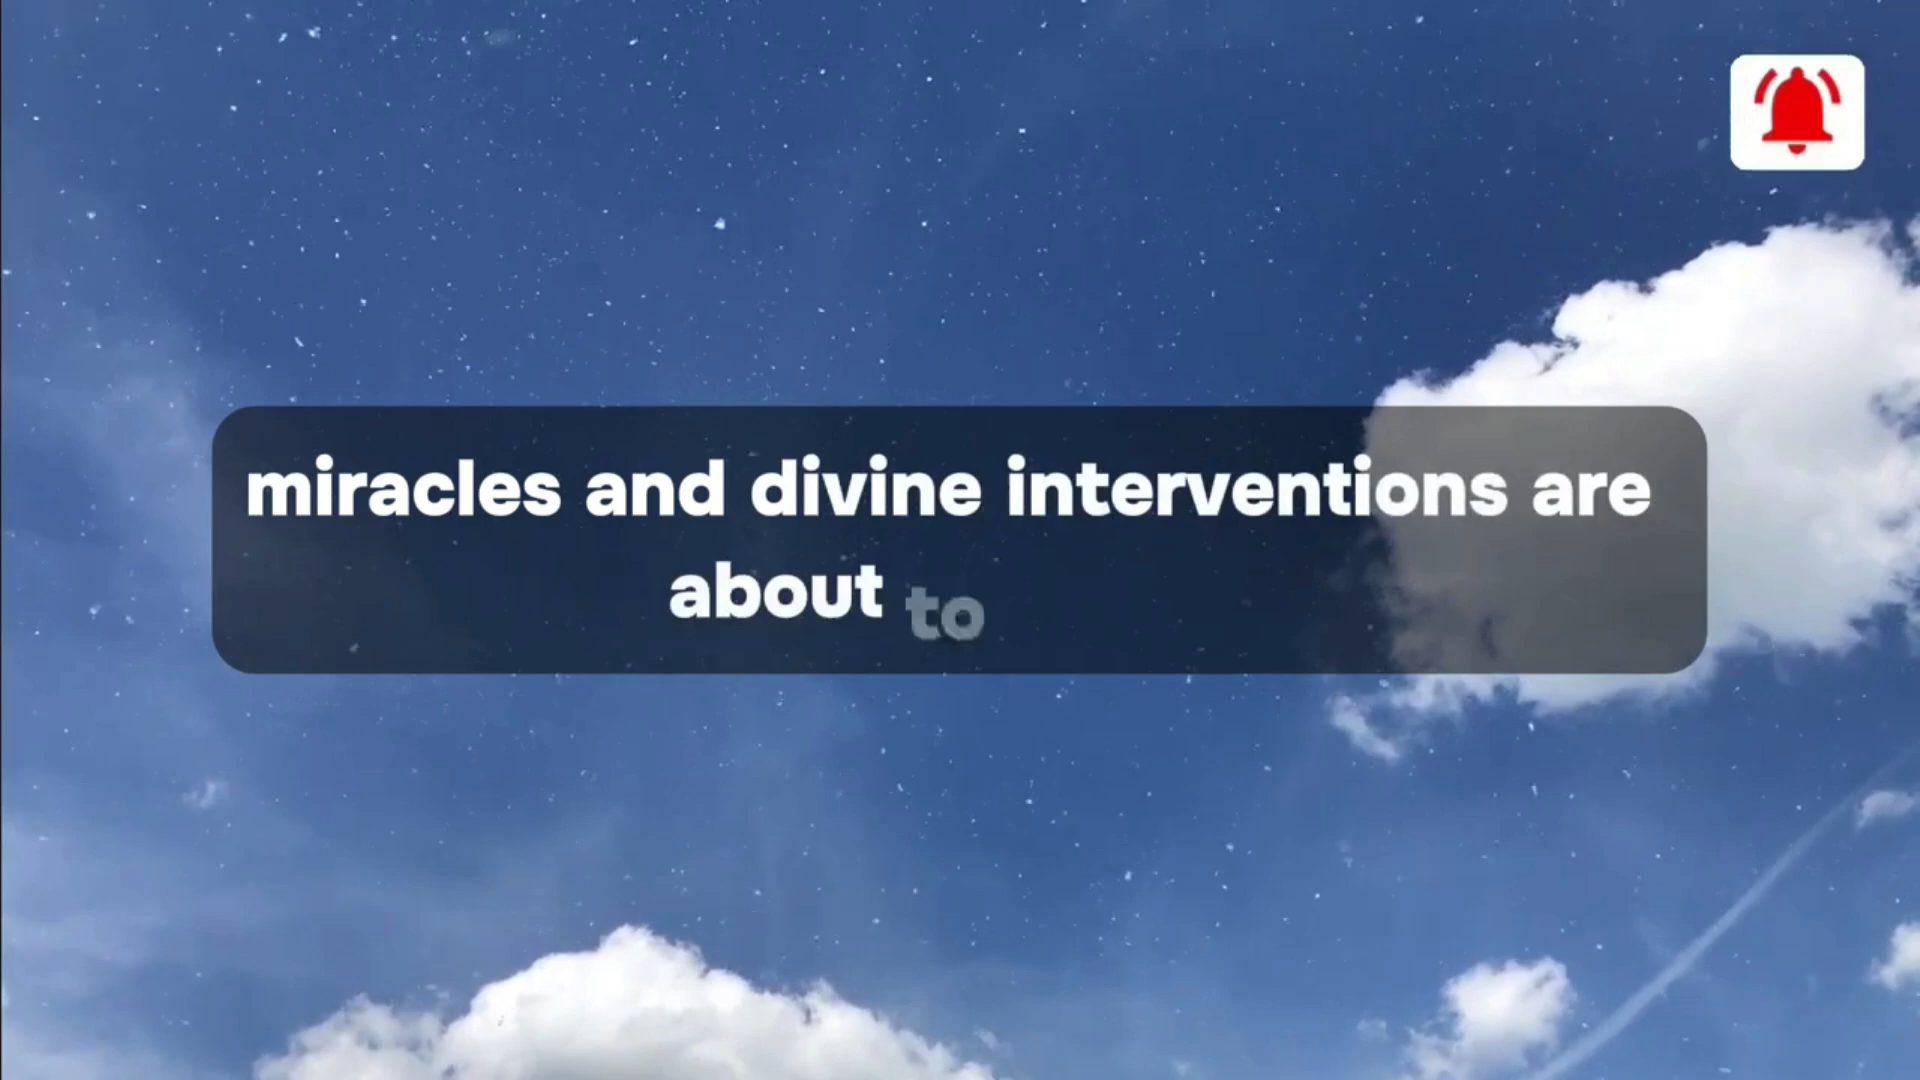 miracles and divine interventions are
about to